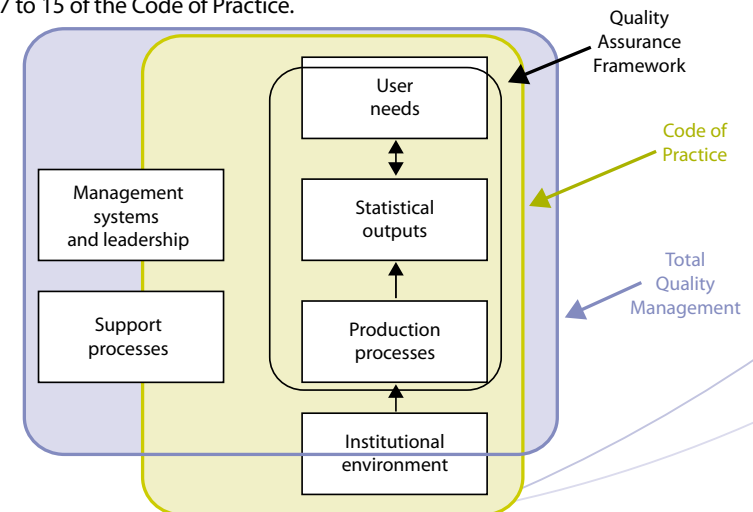 7 to 15 of the Code of Practice.
Quality
Assurance
Framework
User
needs
Code of
Practice
Management
systems
and leadership
Statistical
outputs
Total
Quality
Management
Support
processes
Production
processes
Institutional
environment